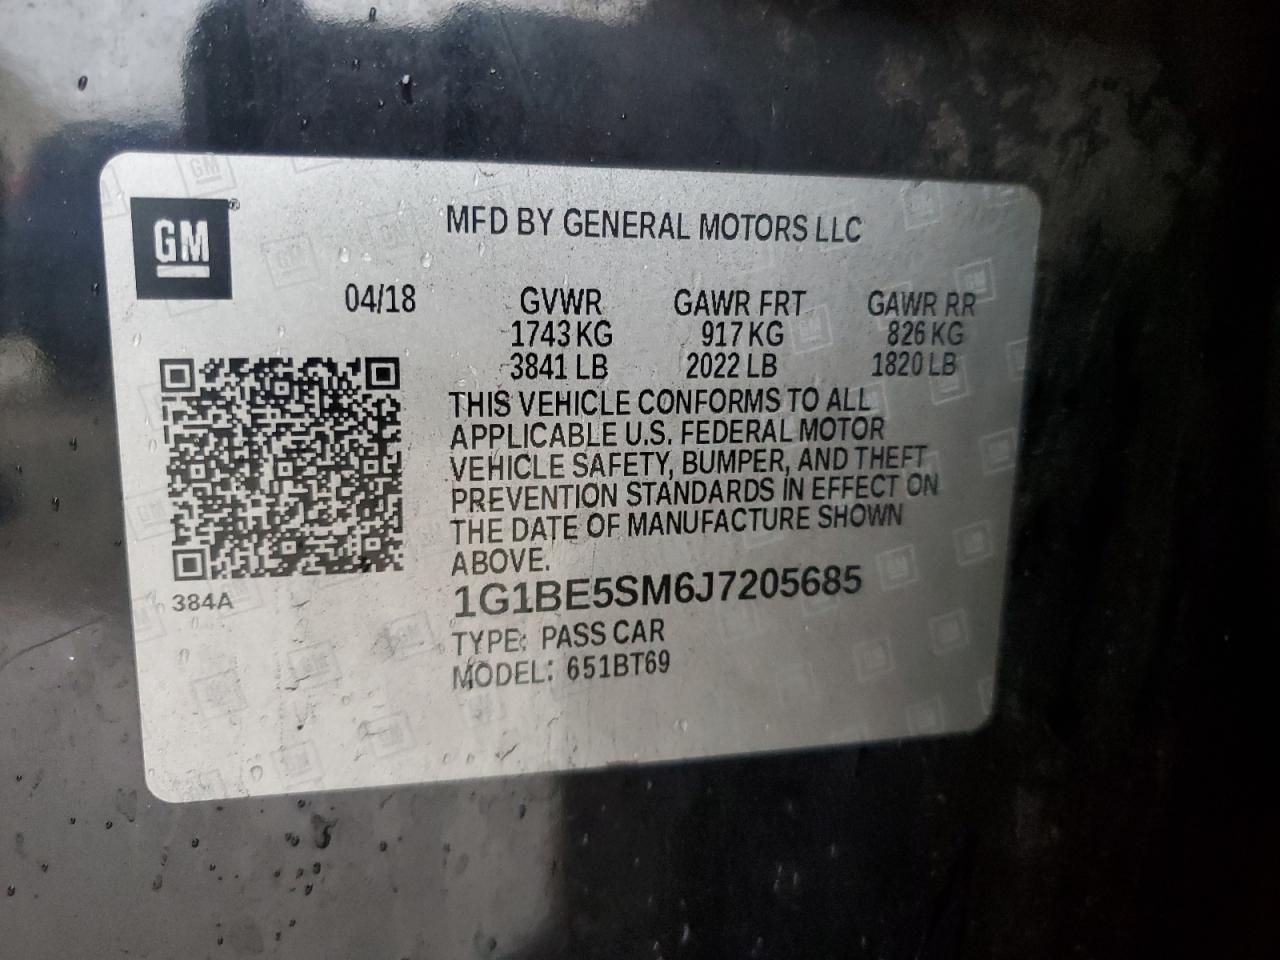 GM®
MFD BY GENERAL MOTORS LLC
04/18 GVWR GAWR FRT GAWR RR
1743 KG 917 KG 826 KG
3841 LB 2022 LB 1820 LB
THIS VEHICLE CONFORMS TO ALL
APPLICABLE U.S. FEDERAL MOTOR
VEHICLE SAFETY, BUMPER, AND THEFT
PREVENTION STANDARDS IN EFFECT ON
THE DATE OF MANUFACTURE SHOWN
ABOVE.
384A
1G1BE5SM6J7205685
TYPE: PASS CAR
MODEL: 651BT69